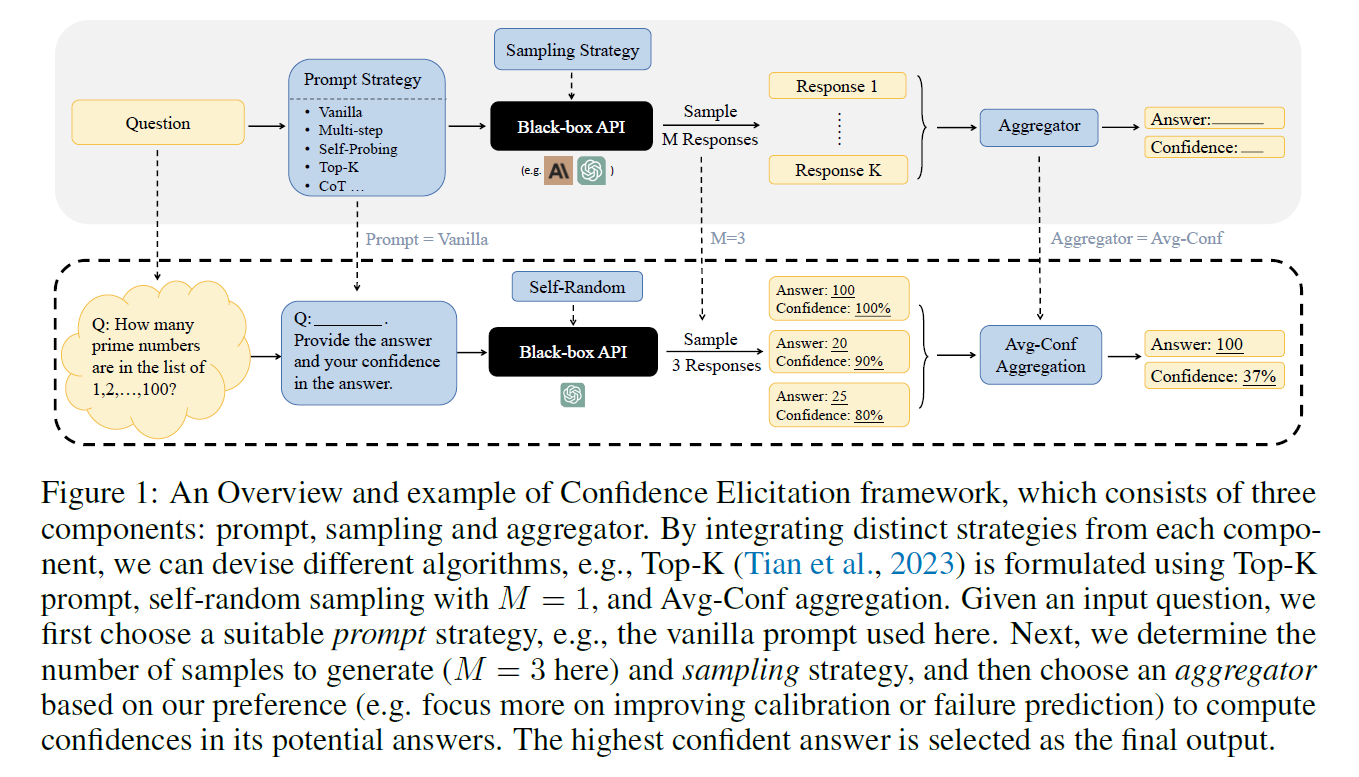 Sampling Strategy
Question
Prompt Strategy
• Vanilla
• Multi-step
• Self-Probing
• Top-K
• CoT …
Black-box API
(e.g. AI )
Sample
M Responses
Response 1
Response K
Aggregator
Answer:______
Confidence: ___
Prompt = Vanilla
M=3
Aggregator = Avg-Conf
Q: How many
prime numbers
are in the list of
1,2,…,100?
Q:_________ .
Provide the answer
and your confidence
in the answer.
Self-Random
Black-box API
Sample
3 Responses
Answer: 100
Confidence: 100%
Answer: 20
Confidence: 90%
Answer: 25
Confidence: 80%
Avg-Conf
Aggregation
Answer: 100
Confidence: 37%
Figure 1: An Overview and example of Confidence Elicitation framework, which consists of three
components: prompt, sampling and aggregator. By integrating distinct strategies from each compo-
nent, we can devise different algorithms, e.g., Top-K (Tian et al., 2023) is formulated using Top-K
prompt, self-random sampling with M = 1, and Avg-Conf aggregation. Given an input question, we
first choose a suitable prompt strategy, e.g., the vanilla prompt used here. Next, we determine the
number of samples to generate (M = 3 here) and sampling strategy, and then choose an aggregator
based on our preference (e.g. focus more on improving calibration or failure prediction) to compute
confidences in its potential answers. The highest confident answer is selected as the final output.